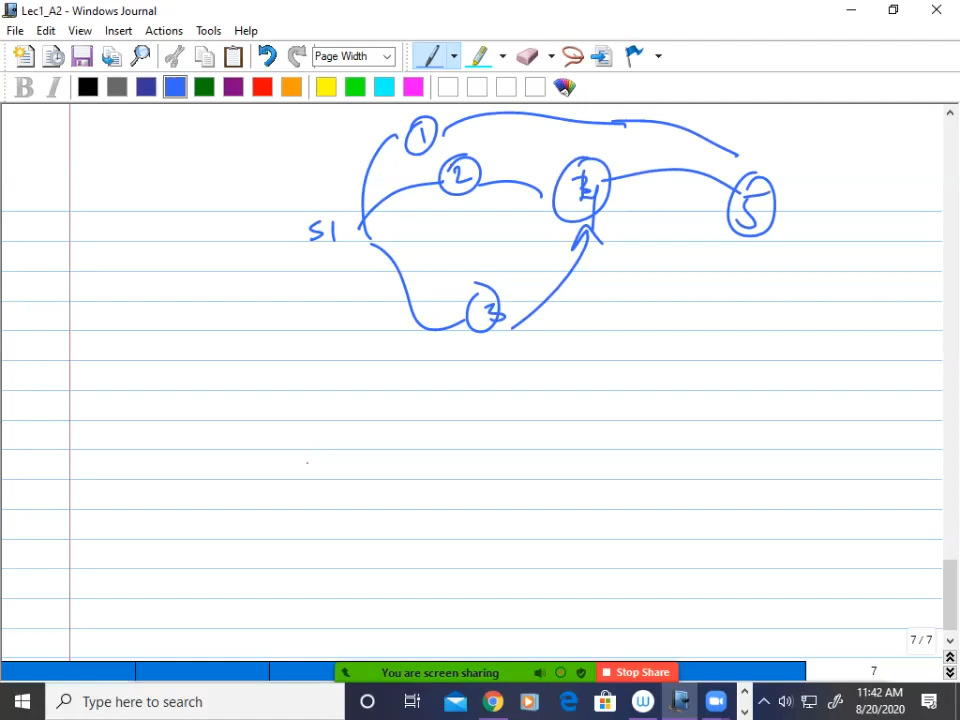 Lec1_A2 - Windows Journal
File Edit View Insert Actions Tools Help
Page Width
B I
1
2
4
5
S1
3
7 / 7
You are screen sharing
Stop Share
7
Type here to search
11:42 AM
8/20/2020